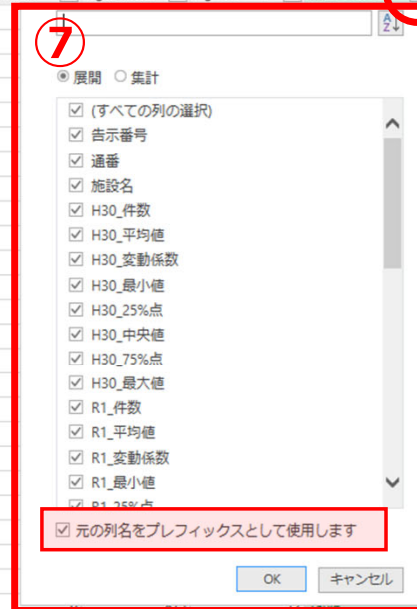 ⑦
展開 集計
(すべての列の選択)
告示番号
通番
施設名
H30_件数
H30_平均値
H30_変動係数
H30_最小値
H30_25%点
H30_中央値
H30_75%点
H30_最大値
R1_件数
R1_平均値
R1_変動係数
R1_最小値
R1_25%点
元の列名をプレフィックスとして使用します
OK キャンセル